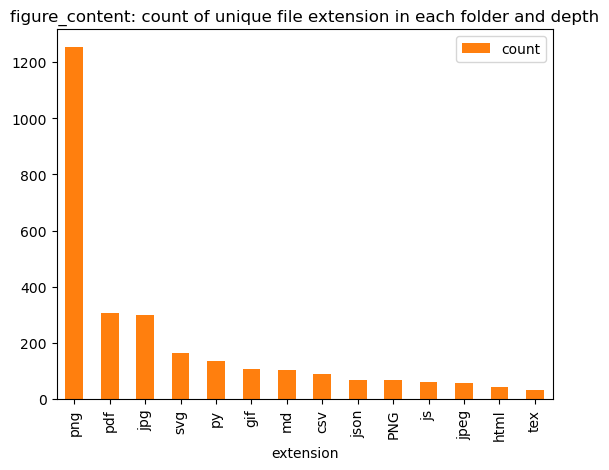 figure_content: count of unique file extension in each folder and depth
count
1200
1000
800
600
400
200
0
png
pdf
jpg
svg
py
gif
md
csv
json
PNG
js
jpeg
html
tex
extension